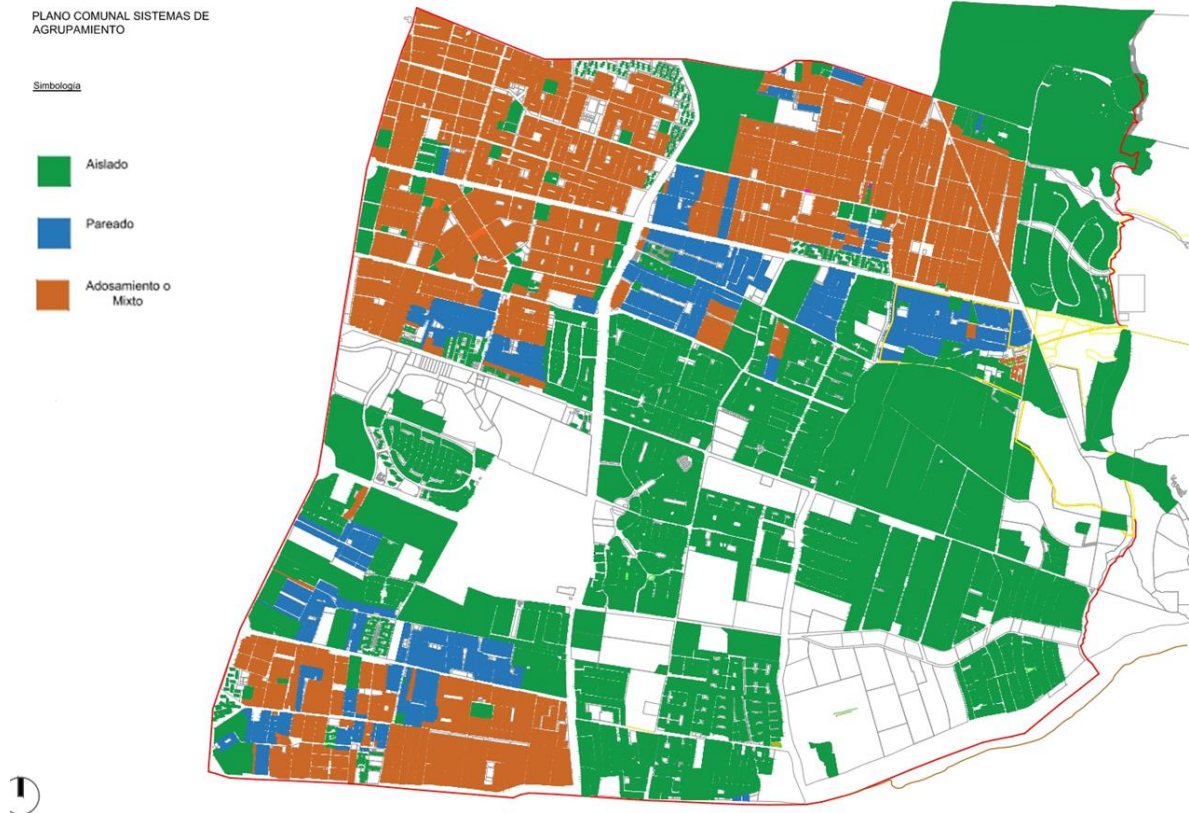 PLANO COMUNAL SISTEMAS DE
AGRUPAMIENTO
Simbología
Aislado
Pareado
Adosamiento o
Mixto